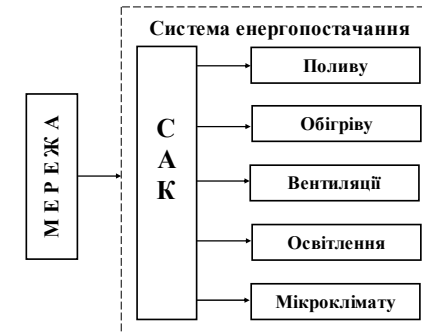 Система енергопостачання
МЕРЕЖА
САК
Поливу
Обігріву
Вентиляції
Освітлення
Мікроклімату